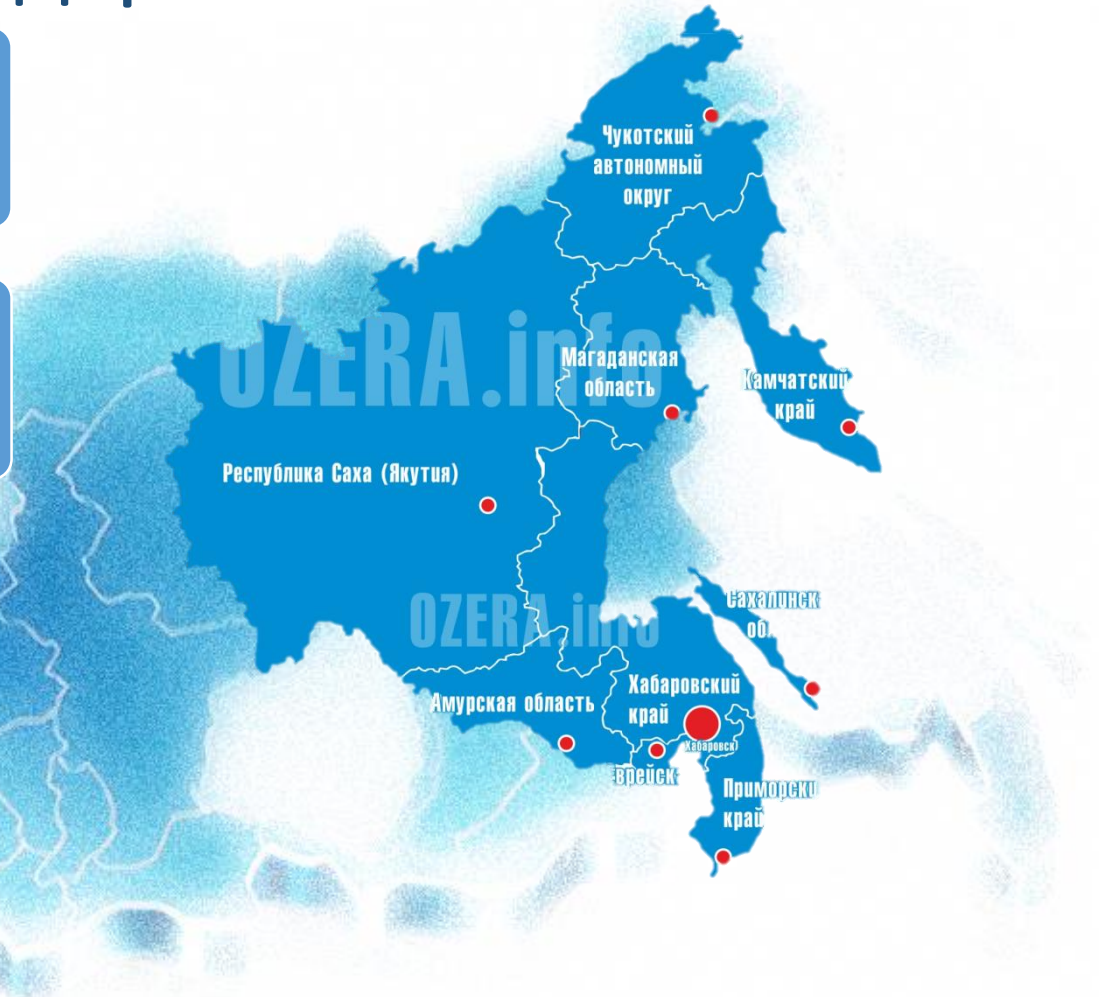 Чукотский
автономный
округ
OZERA.info
Магаданская
область
Камчатский
край
Республика Саха (Якутия)
OZERA.info
Сахалинск
об
Хабаровский
край
Амурская область
Хабаровск
врейск
Приморски
край